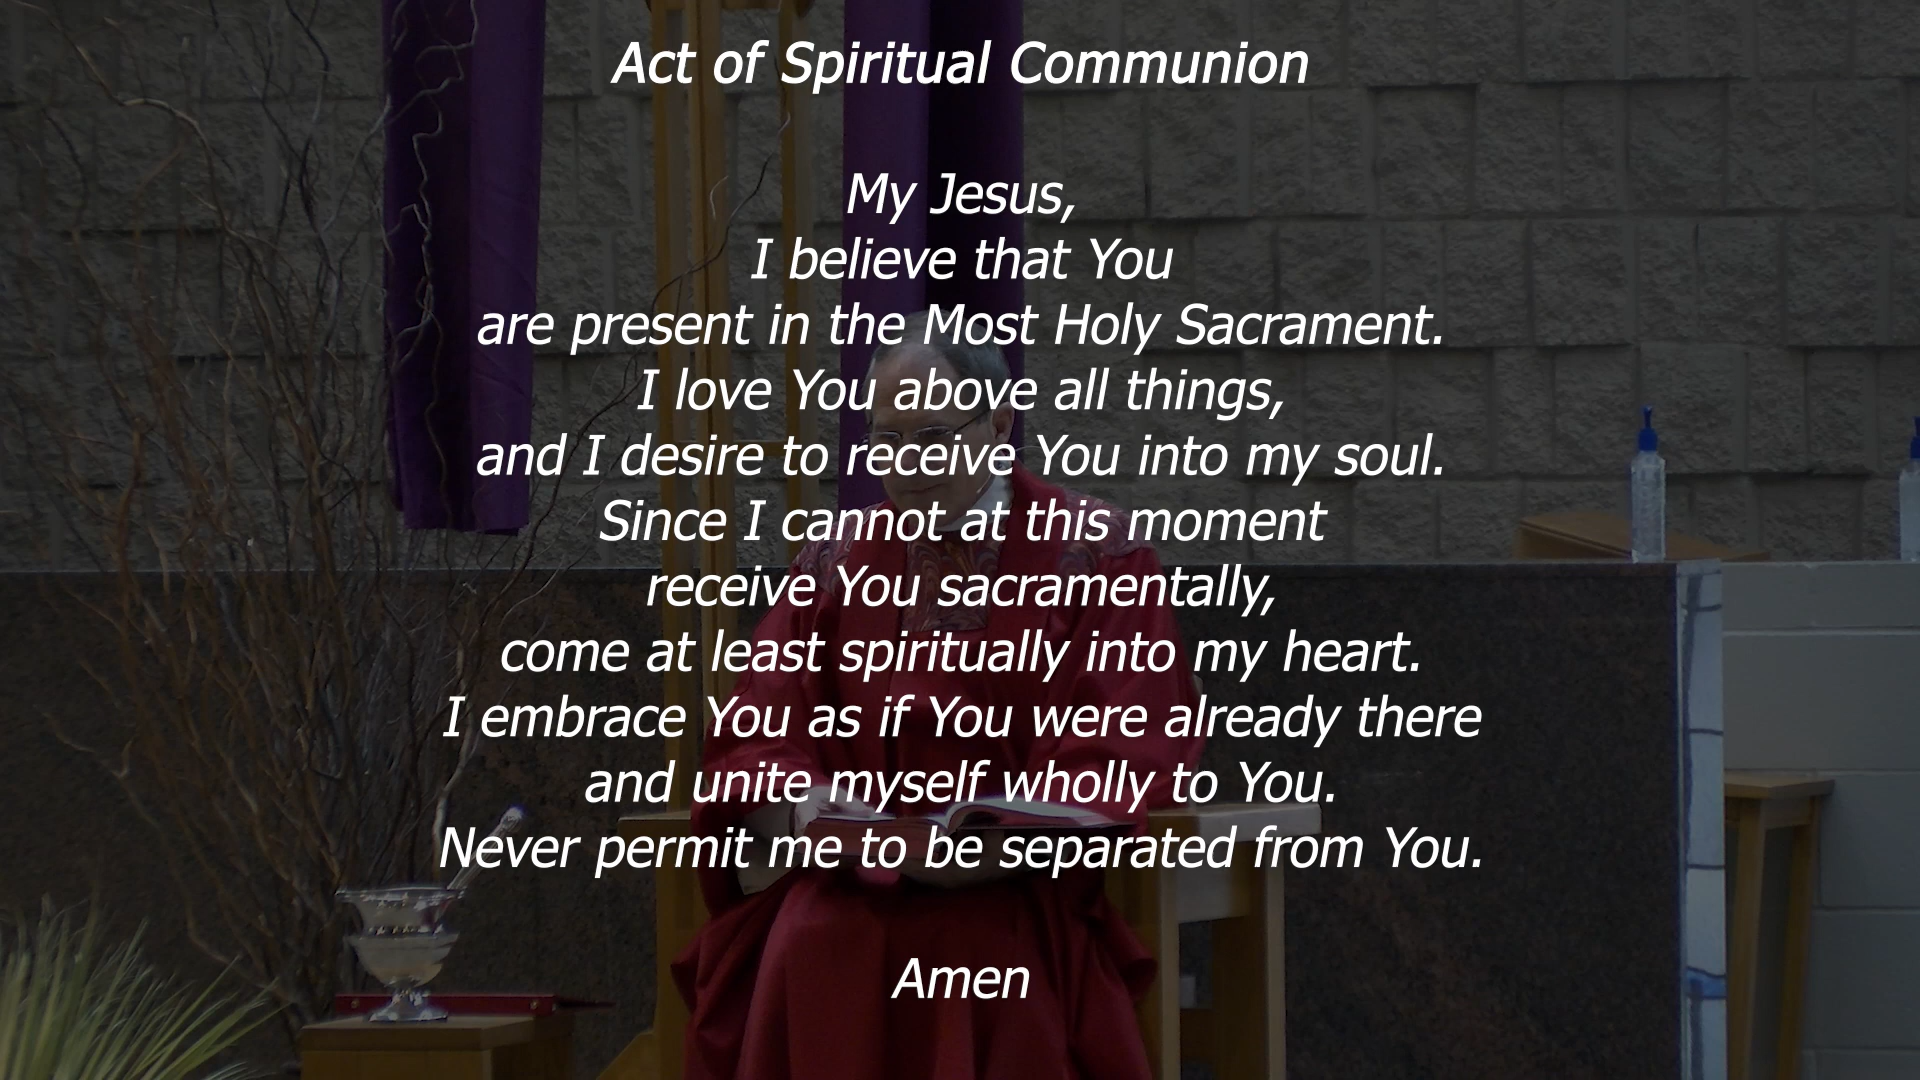 Act of Spiritual Communion
My Jesus,
I believe that You
are present in the Most Holy Sacrament.
I love You above all things,
and I desire to receive You into my soul.
Since I cannot at this moment
receive You sacramentally,
come at least spiritually into my heart.
I embrace You as if You were already there
and unite myself wholly to You.
Never permit me to be separated from You.
Amen